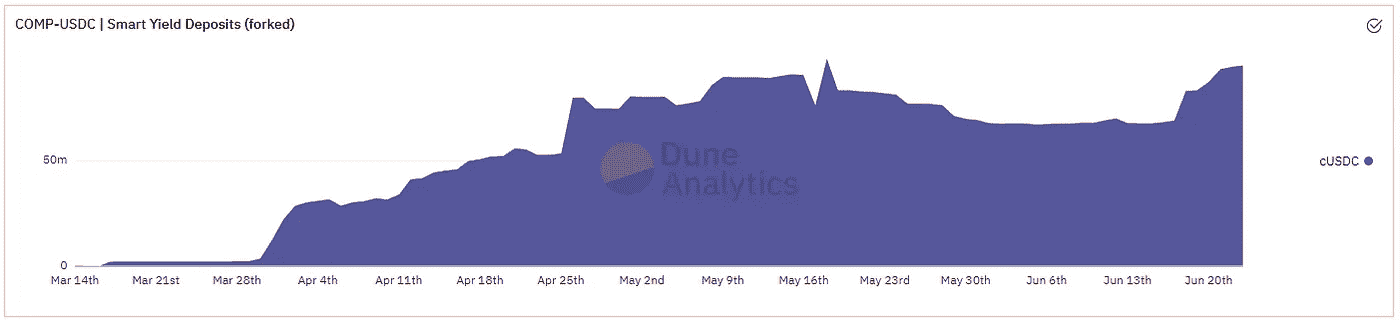 COMP-USDC | Smart Yield Deposits (forked)
50m
Dune
Analytics
cUSDC
0
Mar 14th Mar 21st Mar 28th Apr 4th Apr 11th Apr 18th Apr 25th May 2nd May 9th May 16th May 23rd May 30th Jun 6th Jun 13th Jun 20th